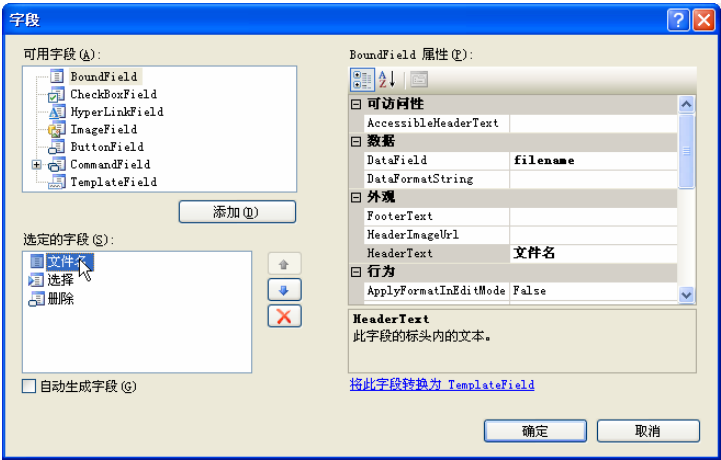 字段
可用字段(A):
BoundField
CheckBoxField
HyperLinkField
ImageField
ButtonField
CommandField
TemplateField
添加(D)
选定的字段(S):
文件名
选择
删除
自动生成字段(G)
BoundField 属性(P):
可访问性
AccessibleHeaderText
数据
DataField filename
DataFormatString
外观
FooterText
HeaderImageUrl
HeaderText 文件名
行为
ApplyFormatInEditMode False
HeaderText
此字段的标头内的文本。
将此字段转换为 TemplateField
确定
取消